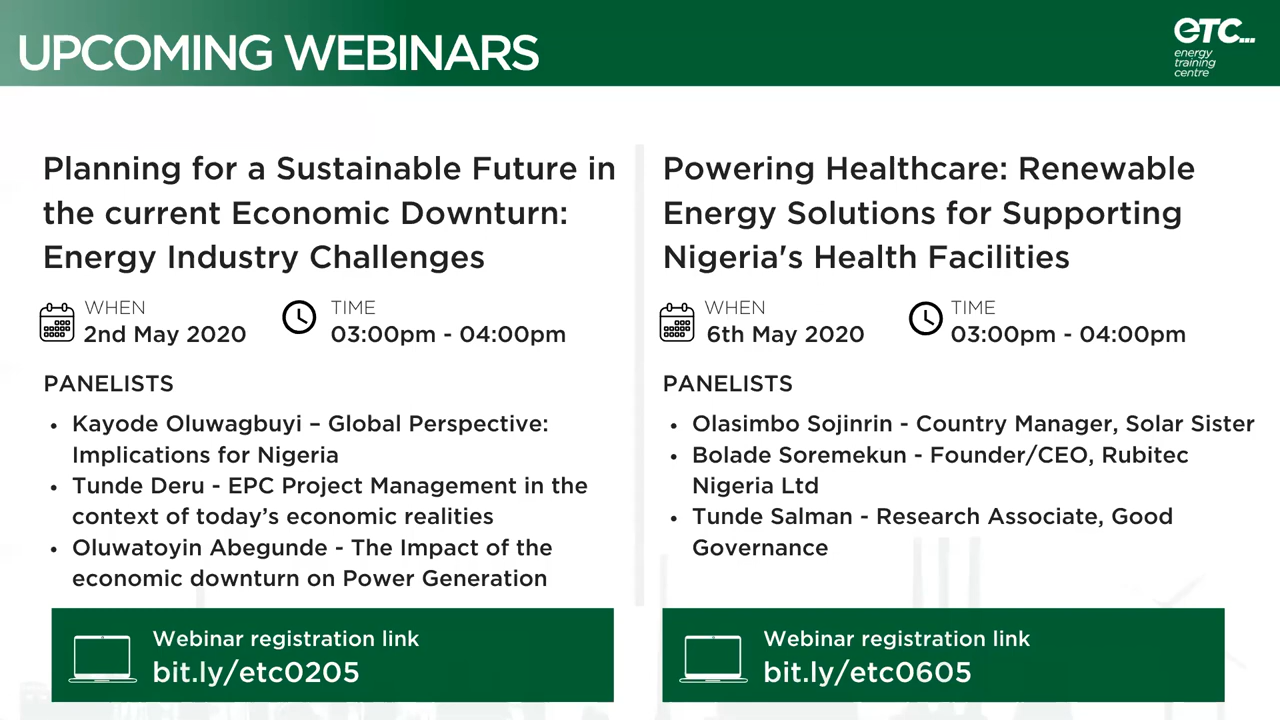 UPCOMING WEBINARS
eTC...
energy
training
centre
Planning for a Sustainable Future in
the current Economic Downturn:
Energy Industry Challenges
WHEN
2nd May 2020
TIME
03:00pm - 04:00pm
PANELISTS
• Kayode Oluwagbuyi – Global Perspective:
Implications for Nigeria
• Tunde Deru - EPC Project Management in the
context of today’s economic realities
• Oluwatoyin Abegunde - The Impact of the
economic downturn on Power Generation
Webinar registration link
bit.ly/etc0205
Powering Healthcare: Renewable
Energy Solutions for Supporting
Nigeria's Health Facilities
WHEN
6th May 2020
TIME
03:00pm - 04:00pm
PANELISTS
• Olasimbo Sojinrin - Country Manager, Solar Sister
• Bolade Soremekun - Founder/CEO, Rubitec
Nigeria Ltd
• Tunde Salman - Research Associate, Good
Governance
Webinar registration link
bit.ly/etc0605